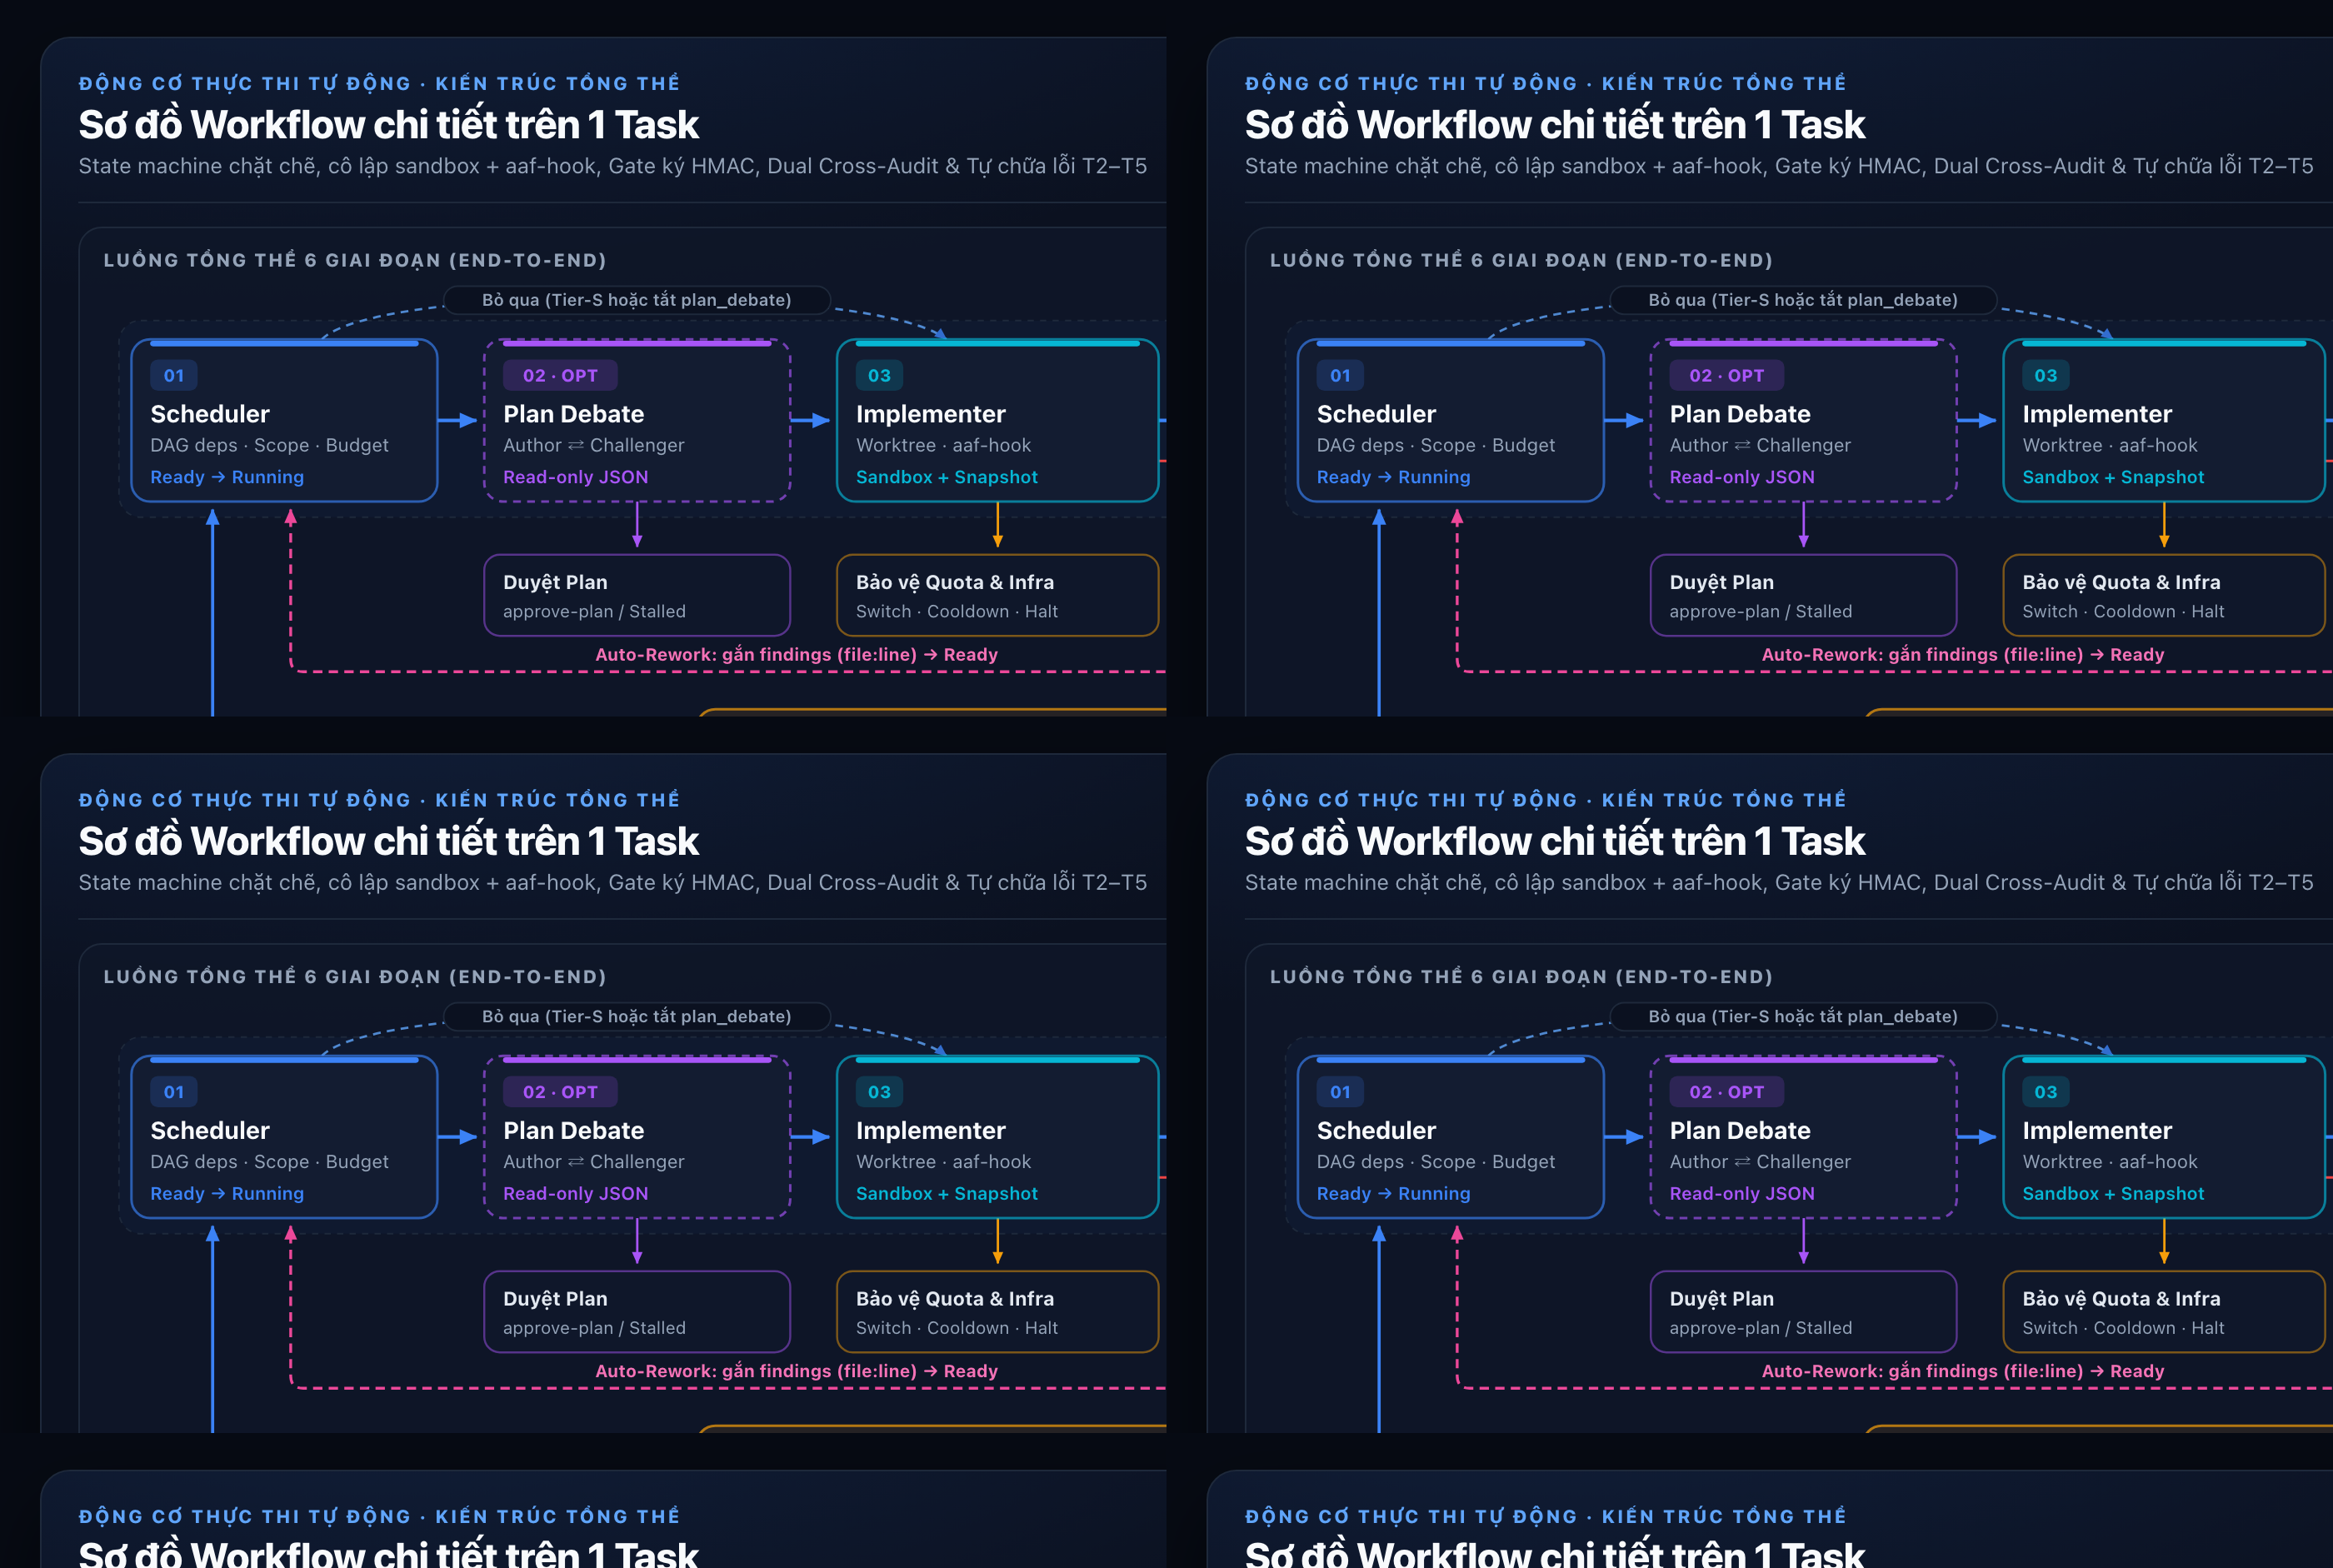 ĐỘNG CƠ THỰC THI TỰ ĐỘNG · KIẾN TRÚC TỔNG THỂ
Sơ đồ Workflow chi tiết trên 1 Task
State machine chặt chẽ, cô lập sandbox + aaf-hook, Gate ký HMAC, Dual Cross-Audit & Tự chữa lỗi T2–T5
LUỒNG TỔNG THỂ 6 GIAI ĐOẠN (END-TO-END)
Bỏ qua (Tier-S hoặc tắt plan_debate)
01
Scheduler
DAG deps · Scope · Budget
Ready → Running
02 · OPT
Plan Debate
Author ⇄ Challenger
Read-only JSON
03
Implementer
Worktree · aaf-hook
Sandbox + Snapshot
Duyệt Plan
approve-plan / Stalled
Bảo vệ Quota & Infra
Switch · Cooldown · Halt
Auto-Rework: gắn findings (file:line) → Ready
ĐỘNG CƠ THỰC THI TỰ ĐỘNG · KIẾN TRÚC TỔNG THỂ
Sơ đồ Workflow chi tiết trên 1 Task
State machine chặt chẽ, cô lập sandbox + aaf-hook, Gate ký HMAC, Dual Cross-Audit & Tự chữa lỗi T2–T5
LUỒNG TỔNG THỂ 6 GIAI ĐOẠN (END-TO-END)
Bỏ qua (Tier-S hoặc tắt plan_debate)
01
Scheduler
DAG deps · Scope · Budget
Ready → Running
02 · OPT
Plan Debate
Author ⇄ Challenger
Read-only JSON
03
Implementer
Worktree · aaf-hook
Sandbox + Snapshot
Duyệt Plan
approve-plan / Stalled
Bảo vệ Quota & Infra
Switch · Cooldown · Halt
Auto-Rework: gắn findings (file:line) → Ready
ĐỘNG CƠ THỰC THI TỰ ĐỘNG · KIẾN TRÚC TỔNG THỂ
Sơ đồ Workflow chi tiết trên 1 Task
State machine chặt chẽ, cô lập sandbox + aaf-hook, Gate ký HMAC, Dual Cross-Audit & Tự chữa lỗi T2–T5
LUỒNG TỔNG THỂ 6 GIAI ĐOẠN (END-TO-END)
Bỏ qua (Tier-S hoặc tắt plan_debate)
01
Scheduler
DAG deps · Scope · Budget
Ready → Running
02 · OPT
Plan Debate
Author ⇄ Challenger
Read-only JSON
03
Implementer
Worktree · aaf-hook
Sandbox + Snapshot
Duyệt Plan
approve-plan / Stalled
Bảo vệ Quota & Infra
Switch · Cooldown · Halt
Auto-Rework: gắn findings (file:line) → Ready
ĐỘNG CƠ THỰC THI TỰ ĐỘNG · KIẾN TRÚC TỔNG THỂ
Sơ đồ Workflow chi tiết trên 1 Task
State machine chặt chẽ, cô lập sandbox + aaf-hook, Gate ký HMAC, Dual Cross-Audit & Tự chữa lỗi T2–T5
LUỒNG TỔNG THỂ 6 GIAI ĐOẠN (END-TO-END)
Bỏ qua (Tier-S hoặc tắt plan_debate)
01
Scheduler
DAG deps · Scope · Budget
Ready → Running
02 · OPT
Plan Debate
Author ⇄ Challenger
Read-only JSON
03
Implementer
Worktree · aaf-hook
Sandbox + Snapshot
Duyệt Plan
approve-plan / Stalled
Bảo vệ Quota & Infra
Switch · Cooldown · Halt
Auto-Rework: gắn findings (file:line) → Ready
ĐỘNG CƠ THỰC THI TỰ ĐỘNG · KIẾN TRÚC TỔNG THỂ
Sơ đồ Workflow chi tiết trên 1 Task
ĐỘNG CƠ THỰC THI TỰ ĐỘNG · KIẾN TRÚC TỔNG THỂ
Sơ đồ Workflow chi tiết trên 1 Task